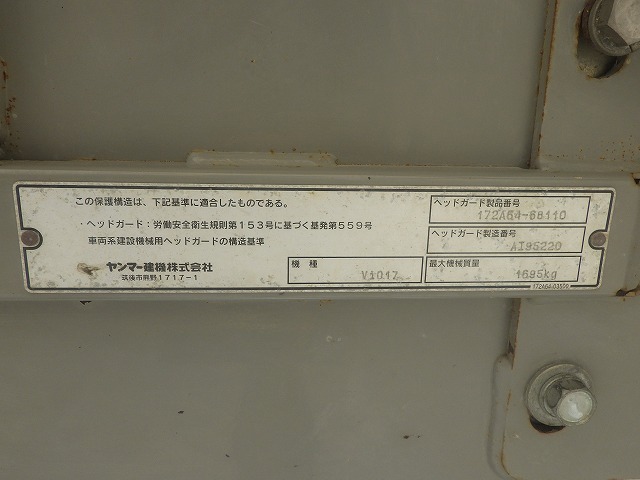 この保護構造は、下記基準に適合したものである。
・ヘッドガード：労働安全衛生規則第153号に基づく基発第559号
車両系建設機械用ヘッドガードの構造基準
ヤンマー建機株式会社
筑後市熊野1717-1
機種
ViO17
ヘッドガード製品番号
172A64-68110
ヘッドガード製造番号
AI95220
最大機械質量
1685kg
172A64-03500